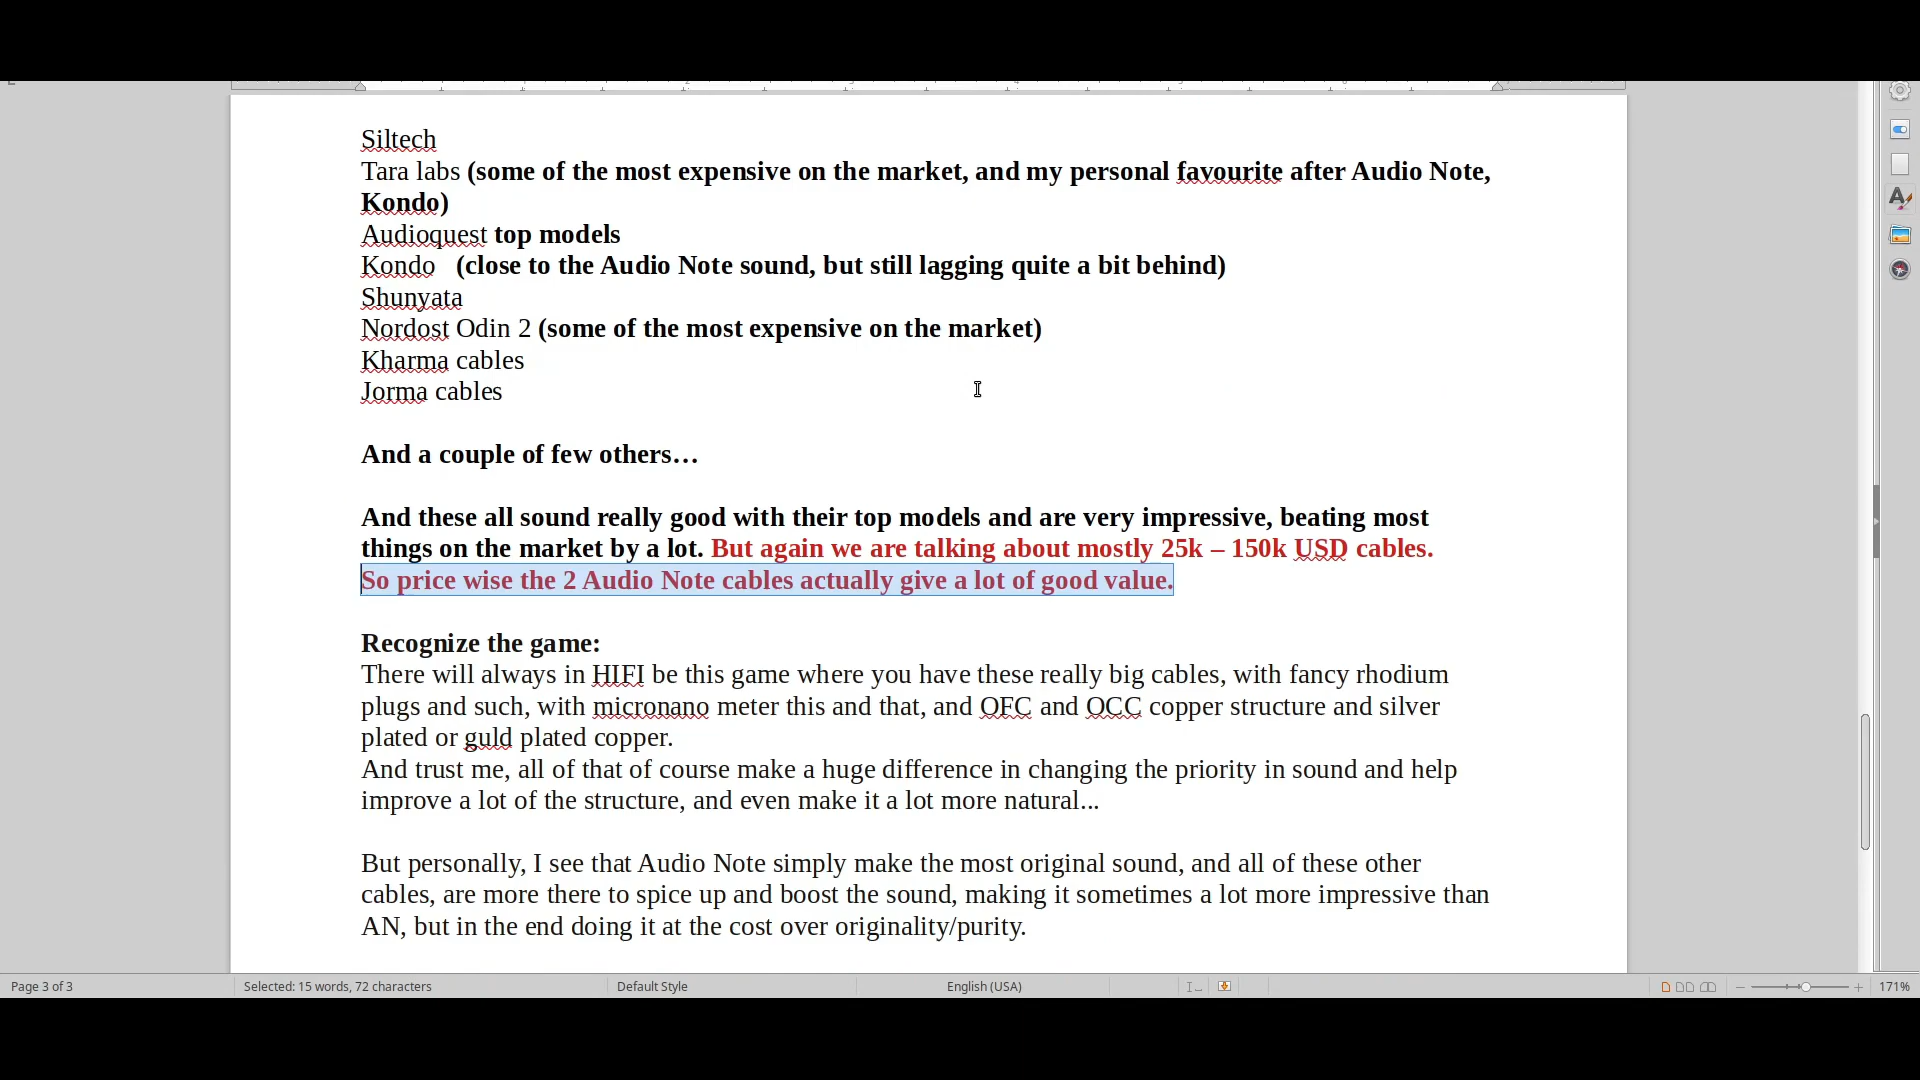 Siltech
Tara labs (some of the most expensive on the market, and my personal favourite after Audio Note,
Kondo)
Audioquest top models
Kondo (close to the Audio Note sound, but still lagging quite a bit behind)
Shunyata
Nordost Odin 2 (some of the most expensive on the market)
Kharma cables
Jorma cables
And a couple of few others…
And these all sound really good with their top models and are very impressive, beating most
things on the market by a lot. But again we are talking about mostly 25k – 150k USD cables.
So price wise the 2 Audio Note cables actually give a lot of good value.
Recognize the game:
There will always in HIFI be this game where you have these really big cables, with fancy rhodium
plugs and such, with micronano meter this and that, and OFC and OCC copper structure and silver
plated or guld plated copper.
And trust me, all of that of course make a huge difference in changing the priority in sound and help
improve a lot of the structure, and even make it a lot more natural...
But personally, I see that Audio Note simply make the most original sound, and all of these other
cables, are more there to spice up and boost the sound, making it sometimes a lot more impressive than
AN, but in the end doing it at the cost over originality/purity.
Page 3 of 3 Selected: 15 words, 72 characters Default Style English (USA) 171%